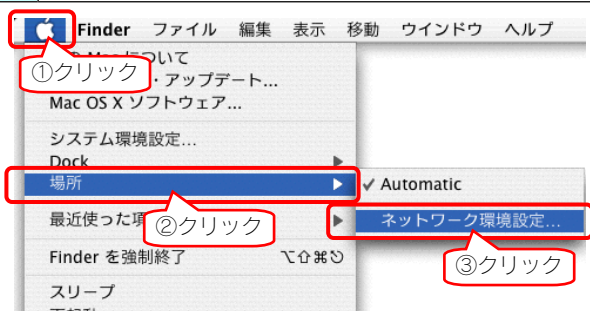 Finder ファイル 編集 表示 移動 ウインドウ ヘルプ
①クリック
ついて
・アップデート...
Mac OS X ソフトウェア...
システム環境設定...
Dock
場所
✓ Automatic
最近使った項
②クリック
ネットワーク環境設定...
Finder を強制終了 ⌥⇧⌘⎋
③クリック
スリープ